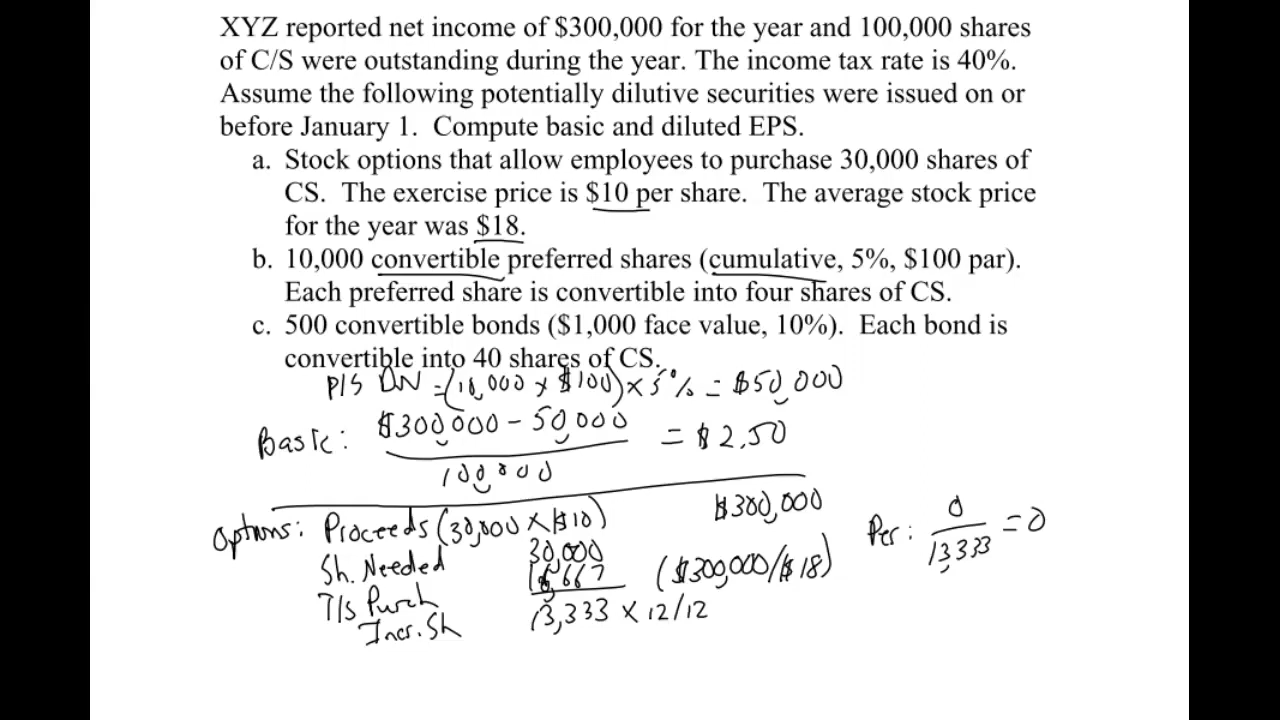 XYZ reported net income of $300,000 for the year and 100,000 shares
of C/S were outstanding during the year. The income tax rate is 40%.
Assume the following potentially dilutive securities were issued on or
before January 1. Compute basic and diluted EPS.
a. Stock options that allow employees to purchase 30,000 shares of
CS. The exercise price is $10 per share. The average stock price
for the year was $18.
b. 10,000 convertible preferred shares (cumulative, 5%, $100 par).
Each preferred share is convertible into four shares of CS.
c. 500 convertible bonds ($1,000 face value, 10%). Each bond is
convertible into 40 shares of CS.
P/S DIV = (10,000 x $100) x 5% = $50,000
Basic: $300,000 - 50,000 = $2.50
100,000
Options: Proceeds (30,000 x $10) $300,000
Per: 0 = 0
13,333
Sh. Needed 30,000
T/S Purch 16,667 ($300,000/$18)
Incr. Sh 13,333 x 12/12